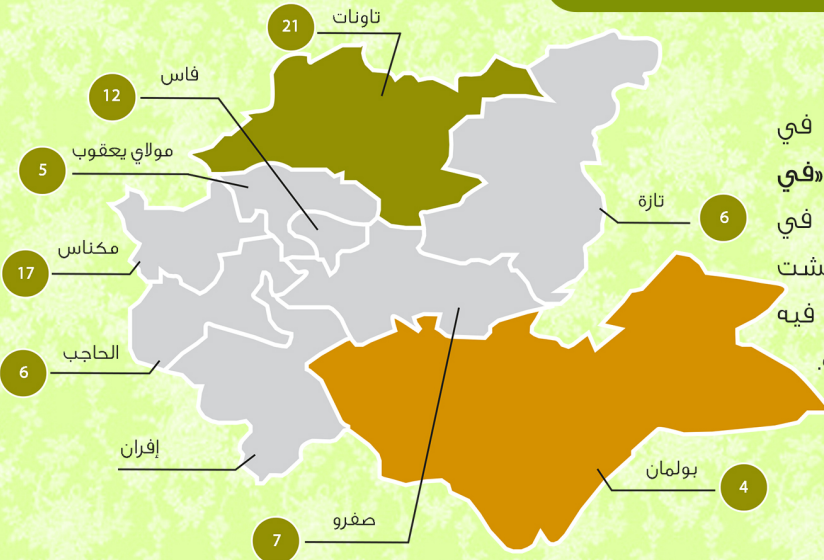 تاونات
21
فاس
12
مولاي يعقوب
5
مكناس
17
الحاجب
6
إفران
صفرو
7
بولمان
4
تازة
6
في
«في
في
فيه